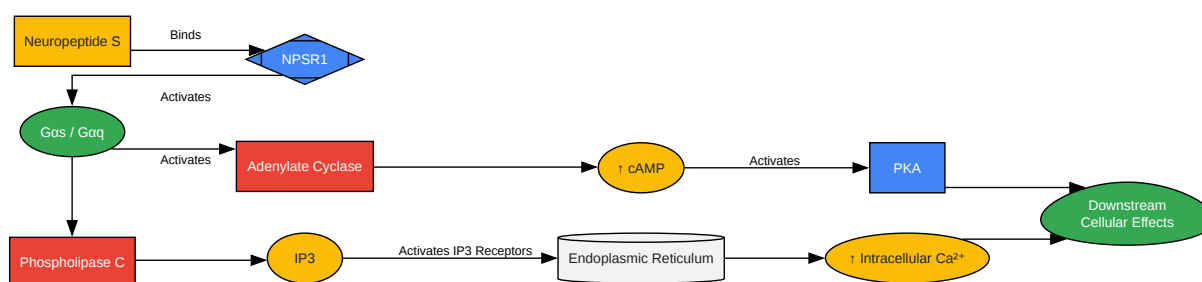 Neuropeptide S
Binds
NPSR1
Activates
Gαs / Gαq
Activates
Adenylate Cyclase
↑ cAMP
Activates
PKA
Downstream
Cellular Effects
Phospholipase C
IP3
Activates IP3 Receptors
Endoplasmic Reticulum
↑ Intracellular Ca²⁺